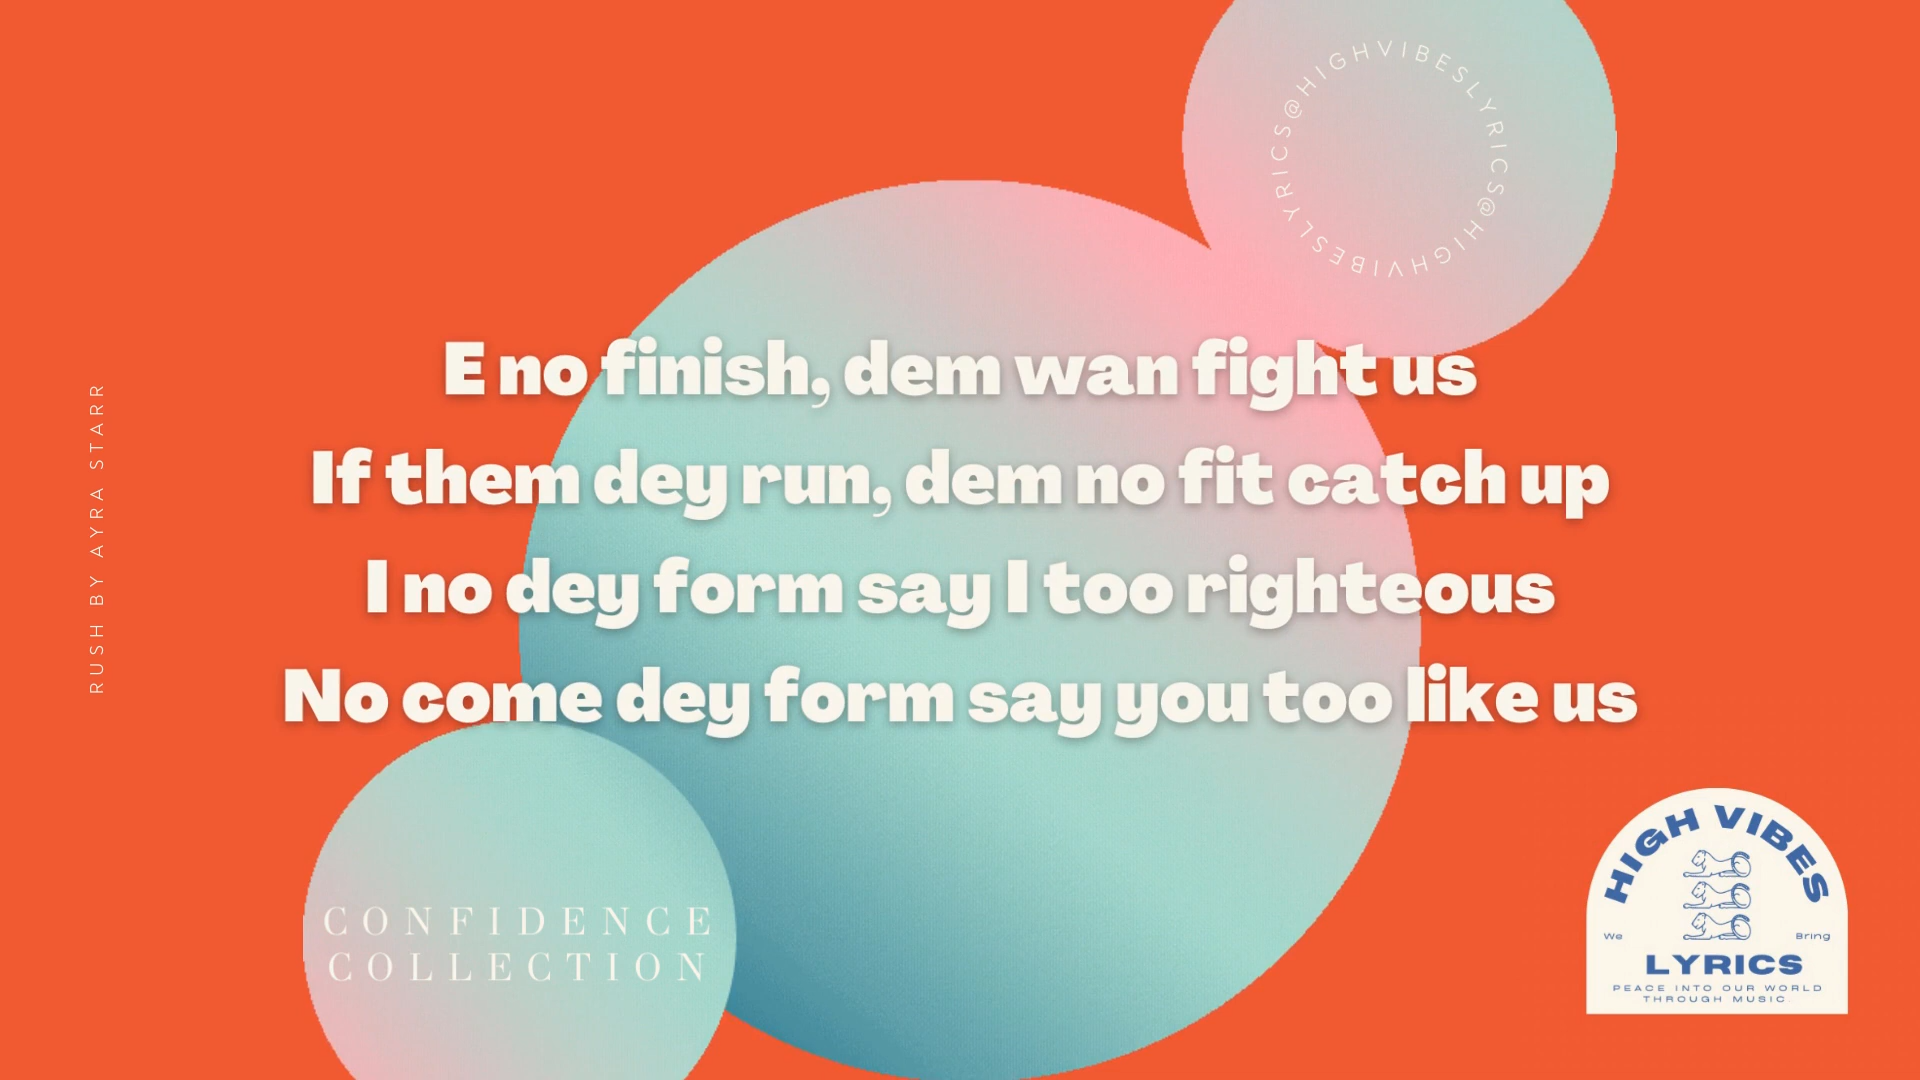 @HIGHVIBESLYRICS@HIGHVIBESLYRICS
E no finish, dem wan fight us
If them dey run, dem no fit catch up
I no dey form say I too righteous
No come dey form say you too like us
RUSH BY AYRA STARR
CONFIDENCE
COLLECTION
HIGH VIBES
We Bring
LYRICS
PEACE INTO OUR WORLD
THROUGH MUSIC